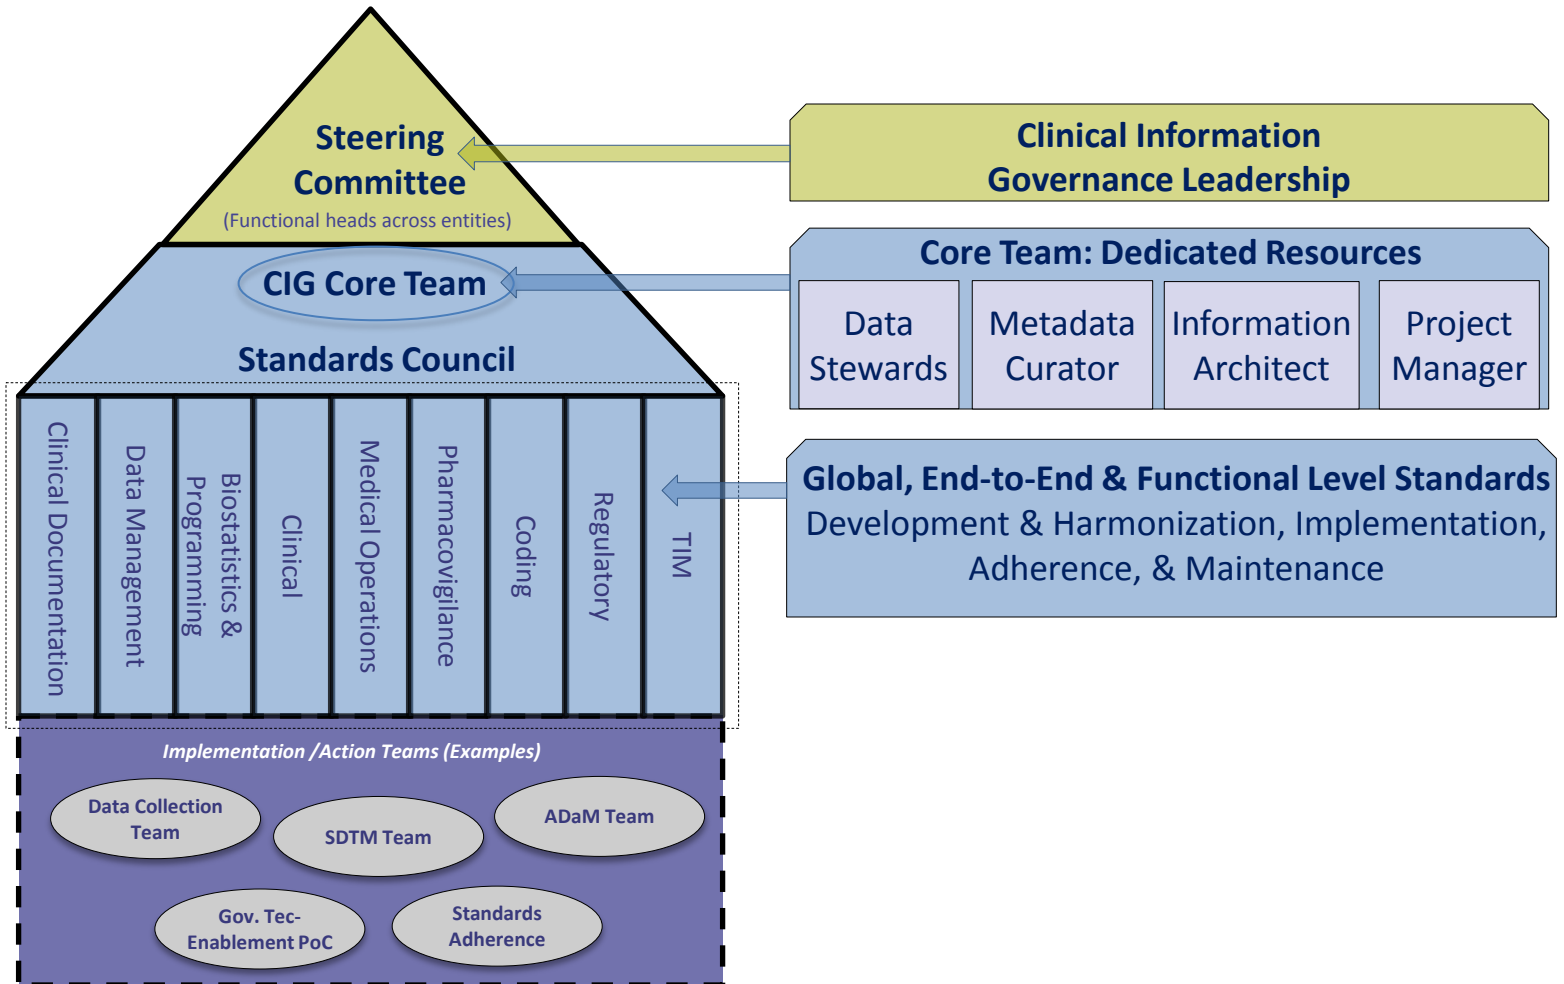 Steering
Committee
(Functional heads across entities)
Clinical Information
Governance Leadership
CIG Core Team
Standards Council
Core Team: Dedicated Resources
Data
Stewards
Metadata
Curator
Information
Architect
Project
Manager
Clinical Documentation
Data Management
Biostatistics &
Programming
Clinical
Medical Operations
Pharmacovigilance
Coding
Regulatory
TIM
Global, End-to-End & Functional Level Standards
Development & Harmonization, Implementation,
Adherence, & Maintenance
Implementation /Action Teams (Examples)
Data Collection
Team
SDTM Team
ADaM Team
Gov. Tec-
Enablement PoC
Standards
Adherence